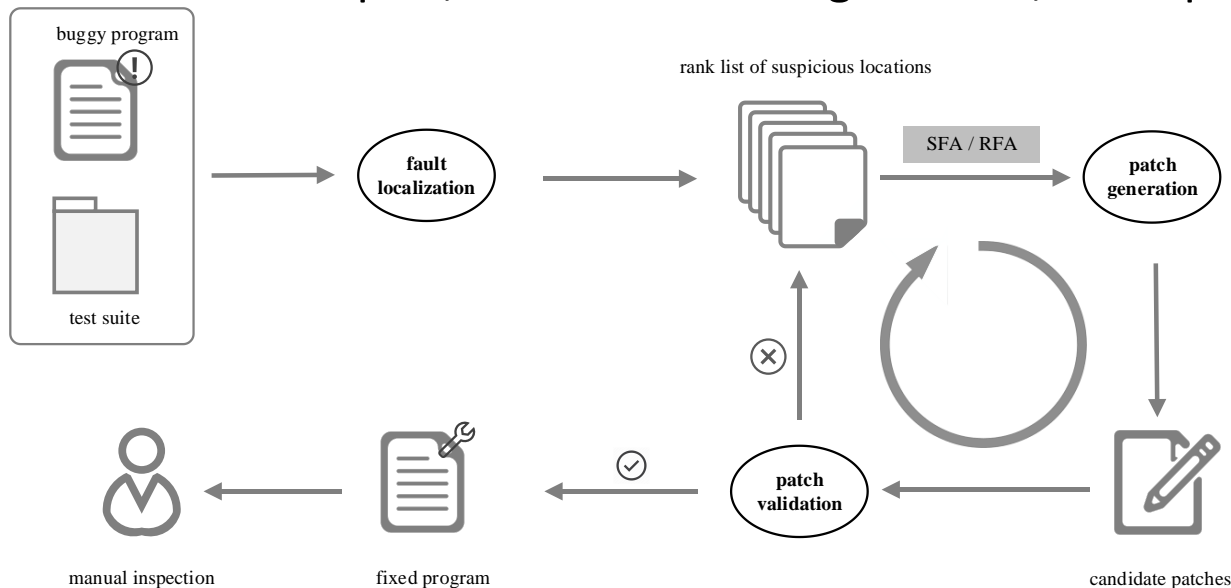 buggy program
rank list of suspicious locations
SFA / RFA
fault
localization
patch
generation
test suite
patch
validation
manual inspection
fixed program
candidate patches